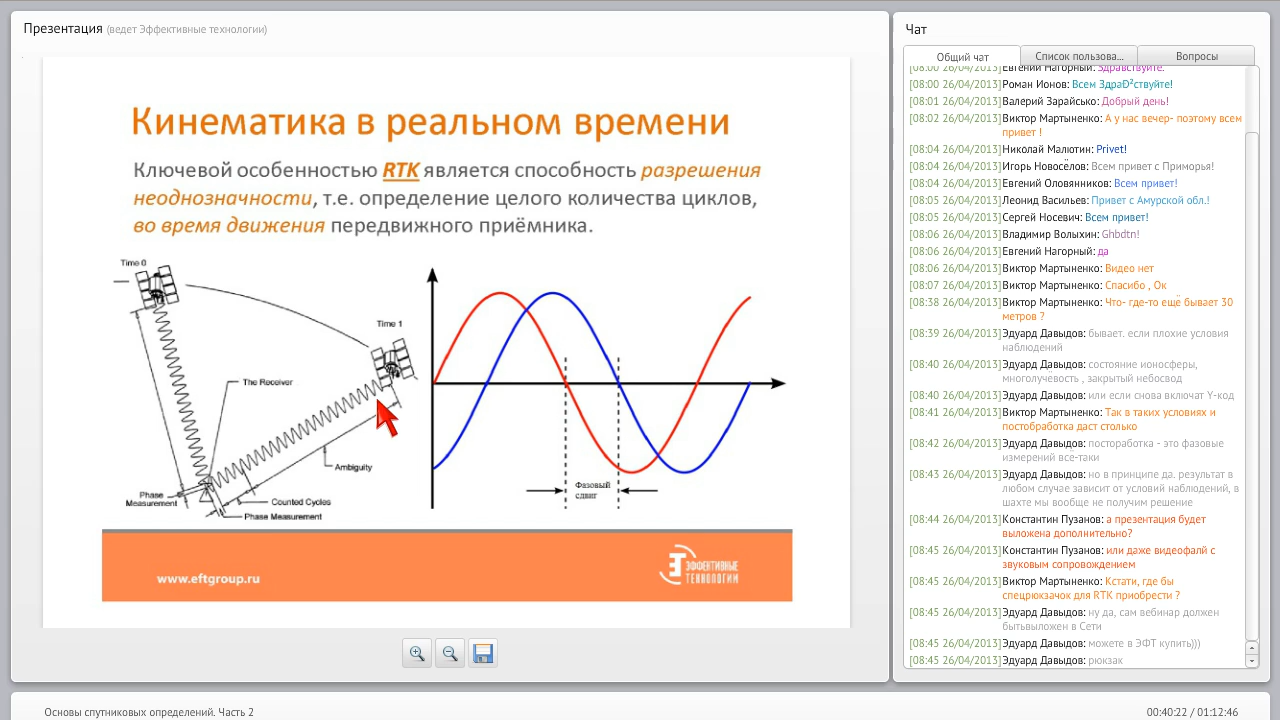 Презентация (ведет Эффективные технологии)
Кинематика в реальном времени
Ключевой особенностью RTK является способность разрешения
неоднозначности, т.е. определение целого количества циклов,
во время движения передвижного приёмника.
Time 0
Time 1
The Receiver
Ambiguity
Phase
Measurement
Counted Cycles
Phase Measurement
Фазовый
сдвиг
www.eftgroup.ru
ЭФФЕКТИВНЫЕ
ТЕХНОЛОГИИ
Чат
Общий чат
Список пользова...
Вопросы
[08:00 26/04/2013]Евгений Нагорный: Здравствуйте.
[08:00 26/04/2013]Роман Ионов: Всем ЗдраÐ²ствуйте!
[08:01 26/04/2013]Валерий Зарайсько: Добрый день!
[08:02 26/04/2013]Виктор Мартыненко: А у нас вечер- поэтому всем
привет !
[08:04 26/04/2013]Николай Малютин: Privet!
[08:04 26/04/2013]Игорь Новосёлов: Всем привет с Приморья!
[08:04 26/04/2013]Евгений Оловянников: Всем привет!
[08:05 26/04/2013]Леонид Васильев: Привет с Амурской обл.!
[08:05 26/04/2013]Сергей Носевич: Всем привет!
[08:06 26/04/2013]Владимир Волыхин: Ghbdtn!
[08:06 26/04/2013]Евгений Нагорный: да
[08:06 26/04/2013]Виктор Мартыненко: Видео нет
[08:07 26/04/2013]Виктор Мартыненко: Спасибо , Ок
[08:38 26/04/2013]Виктор Мартыненко: Что- где-то ещё бывает 30
метров ?
[08:39 26/04/2013]Эдуард Давыдов: бывает. если плохие условия
наблюдений
[08:40 26/04/2013]Эдуард Давыдов: состояние ионосферы,
многолучевость , закрытый небосвод
[08:40 26/04/2013]Эдуард Давыдов: или если снова включат Y-код
[08:41 26/04/2013]Виктор Мартыненко: Так в таких условиях и
постобработка даст столько
[08:42 26/04/2013]Эдуард Давыдов: постоработка - это фазовые
измерений всё-таки
[08:43 26/04/2013]Эдуард Давыдов: но в принципе да. результат в
любом случае зависит от условий наблюдений, в
шахте мы вообще не получим решение
[08:44 26/04/2013]Константин Пузанов: а презентация будет
выложена дополнительно?
[08:45 26/04/2013]Константин Пузанов: или даже видеофалй с
звуковым сопровождением
[08:45 26/04/2013]Виктор Мартыненко: Кстати, где бы
спецрюкзачок для RTK приобрести ?
[08:45 26/04/2013]Эдуард Давыдов: ну да, сам вебинар должен
бытьвыложен в Сети
[08:45 26/04/2013]Эдуард Давыдов: можете в ЭФТ купить)))
[08:45 26/04/2013]Эдуард Давыдов: рюкзак
Основы спутниковых определений. Часть 2
00:40:22 / 01:12:46